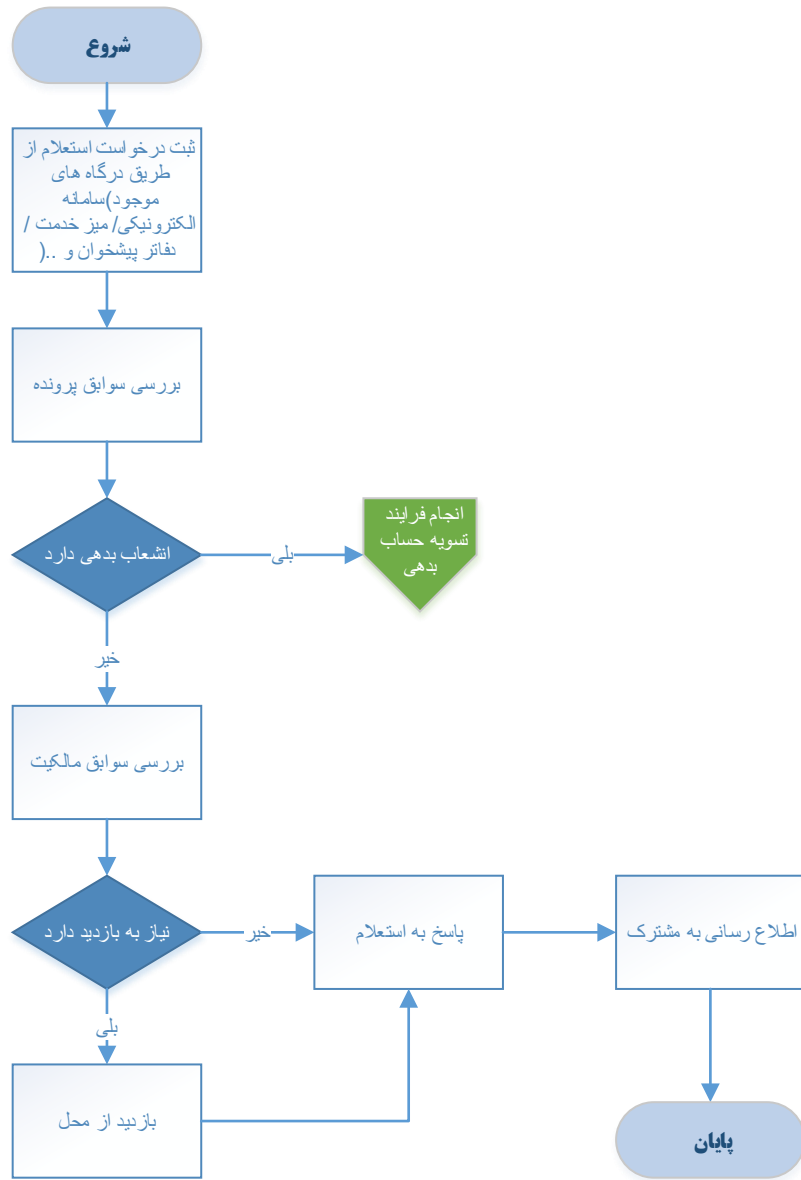 شروع
ثبت درخواست استعلام از
طریق درگاه های
موجود)سامانه
الکترونیکی/ میز خدمت /
دفاتر پیشخوان و ..(
بررسی سوابق پرونده
انشعاب بدهی دارد
بلی
انجام فرایند
تسویه حساب
بدهی
خیر
بررسی سوابق مالکیت
نیاز به بازدید دارد
خیر
پاسخ به استعلام
اطلاع رسانی به مشترک
بلی
بازدید از محل
پایان